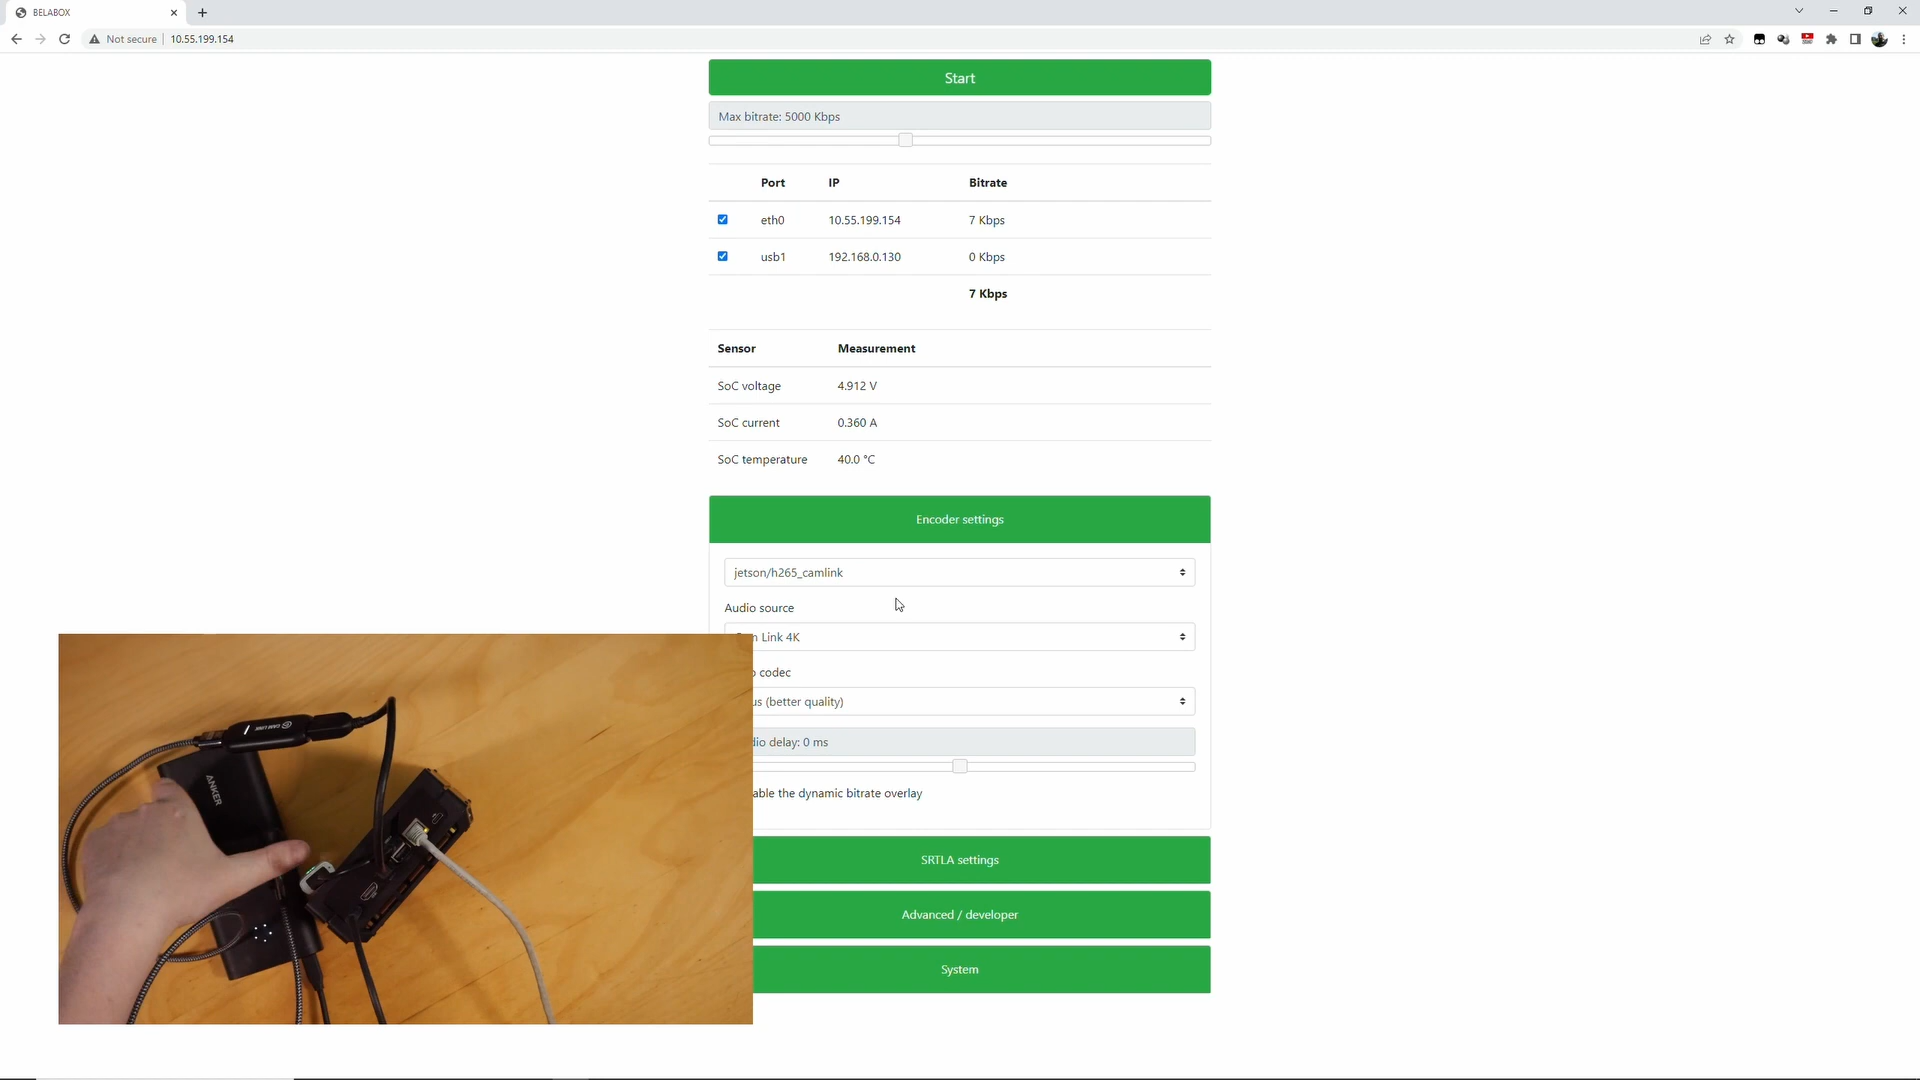 BELABOX
Not secure
10.55.199.154
Start
Max bitrate: 5000 Kbps
Port IP Bitrate
eth0 10.55.199.154 7 Kbps
usb1 192.168.0.130 0 Kbps
7 Kbps
Sensor Measurement
SoC voltage 4.912 V
SoC current 0.360 A
SoC temperature 40.0 °C
Encoder settings
jetson/h265_camlink
Audio source
Link 4K
codec
(better quality)
delay: 0 ms
the dynamic bitrate overlay
SRTLA settings
Advanced / developer
System
CAM LINK
ANKER